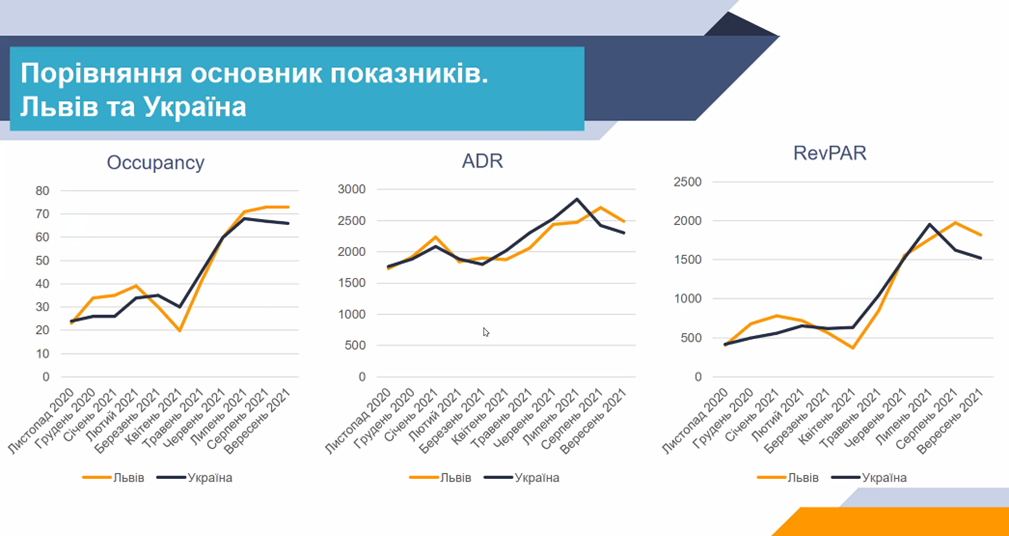 Порівняння основник показників.
Львів та Україна
Occupancy
80
70
60
50
40
30
20
10
0
Листопад 2020
Грудень 2020
Січень 2021
Лютий 2021
Березень 2021
Квітень 2021
Травень 2021
Червень 2021
Липень 2021
Серпень 2021
Вересень 2021
Львів
Україна
ADR
3000
2500
2000
1500
1000
500
0
Листопад 2020
Грудень 2020
Січень 2021
Лютий 2021
Березень 2021
Квітень 2021
Травень 2021
Червень 2021
Липень 2021
Серпень 2021
Вересень 2021
Львів
Україна
RevPAR
2500
2000
1500
1000
500
0
Листопад 2020
Грудень 2020
Січень 2021
Лютий 2021
Березень 2021
Квітень 2021
Травень 2021
Червень 2021
Липень 2021
Серпень 2021
Вересень 2021
Львів
Україна